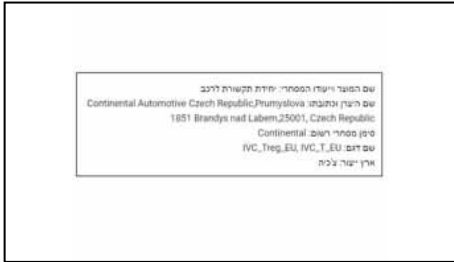 שם המוצר וייעודו המסחרי: יחידת תקשורת לרכב
שם היצרן וכתובתו: Continental Automotive Czech Republic,Prumyslova
1851 Brandys nad Labem,25001, Czech Republic
סימן מסחרי רשום: Continental
שם דגם: IVC_Treg_EU, IVC_T_EU
ארץ ייצור: צ'כיה